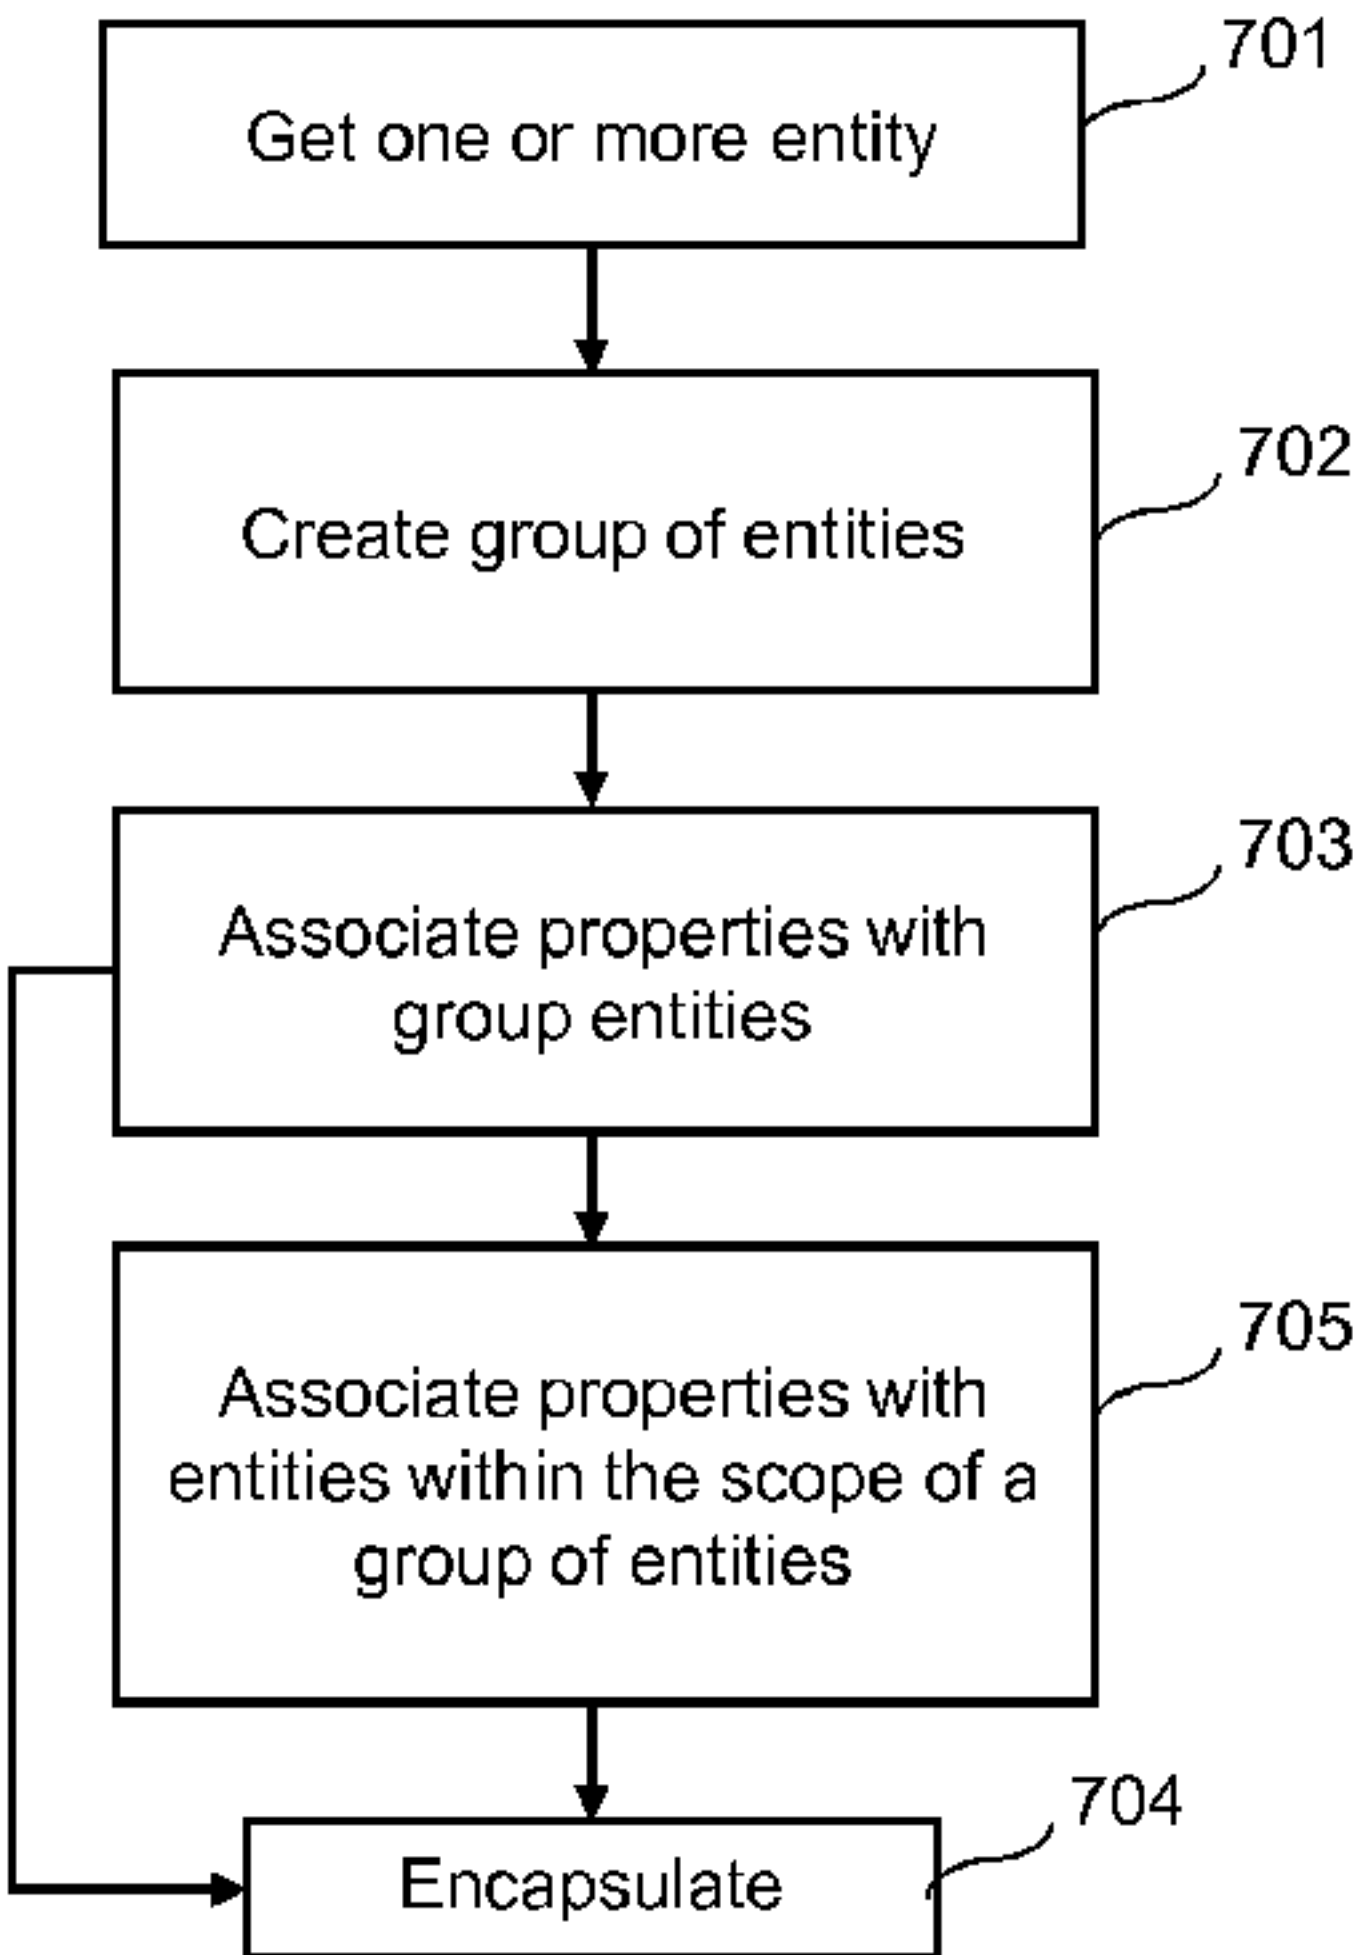 701
Get one or more entity
702
Create group of entities
703
Associate properties with
group entities
705
Associate properties with
entities within the scope of a
group of entities
704
Encapsulate